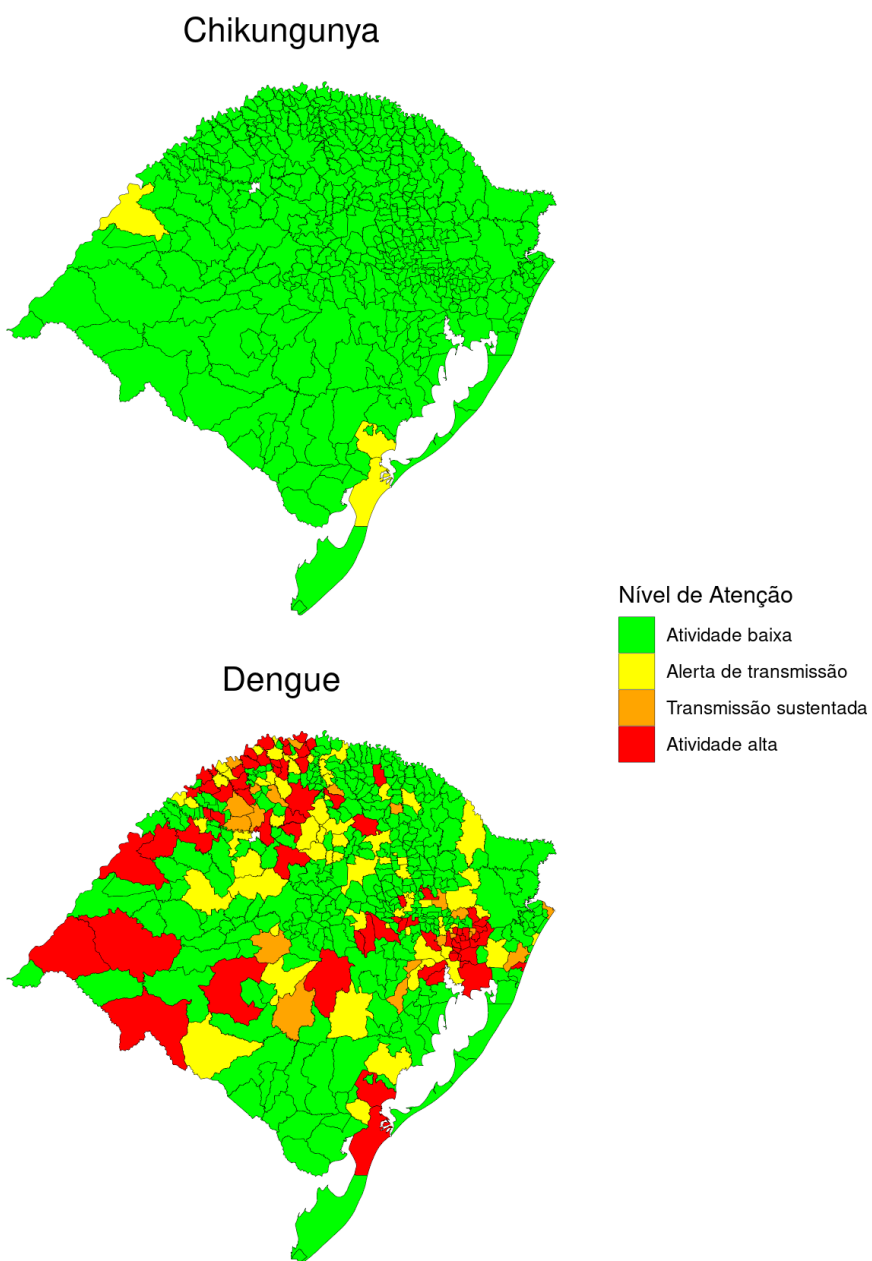 Chikungunya
Nível de Atenção
Atividade baixa
Alerta de transmissão
Transmissão sustentada
Atividade alta
Dengue